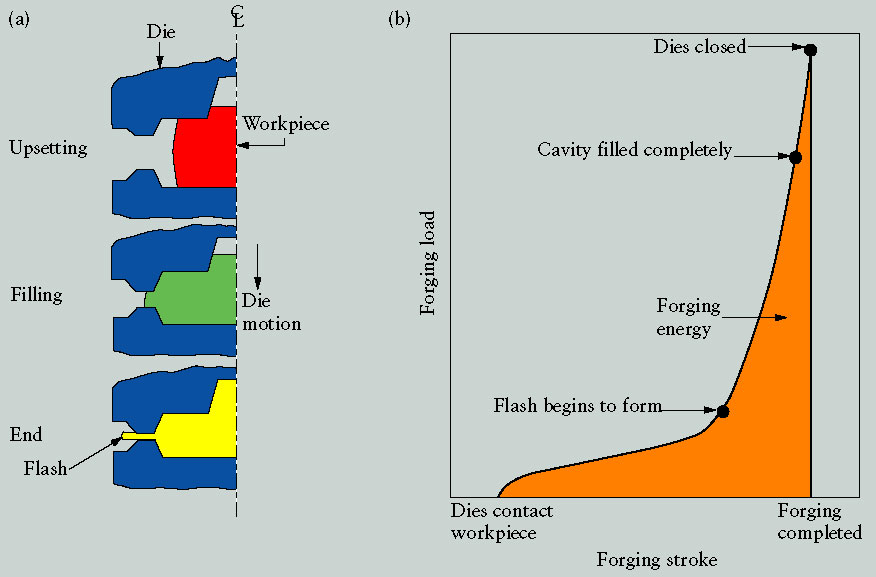 (a)
℄
Die
Workpiece
Upsetting
Filling
Die
motion
End
Flash
(b)
Dies closed
Cavity filled completely
Forging load
Forging
energy
Flash begins to form
Dies contact
workpiece
Forging
completed
Forging stroke